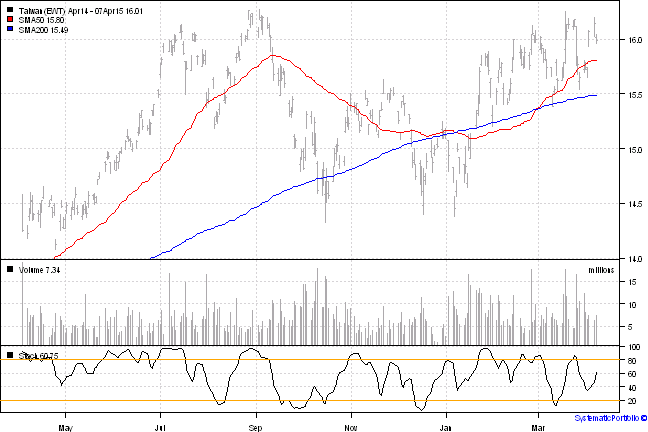 Taiwan (EWT) Apr14 - 07Apr15 16.01
SMA50 15.80
SMA200 15.49
16.0
15.5
15.0
14.5
14.0
Volume 7.34
millions
15
10
5
Stock 60.75
100
80
60
40
20
May
Jul
Sep
Nov
Jan
Mar
SystematicPortfolio ©